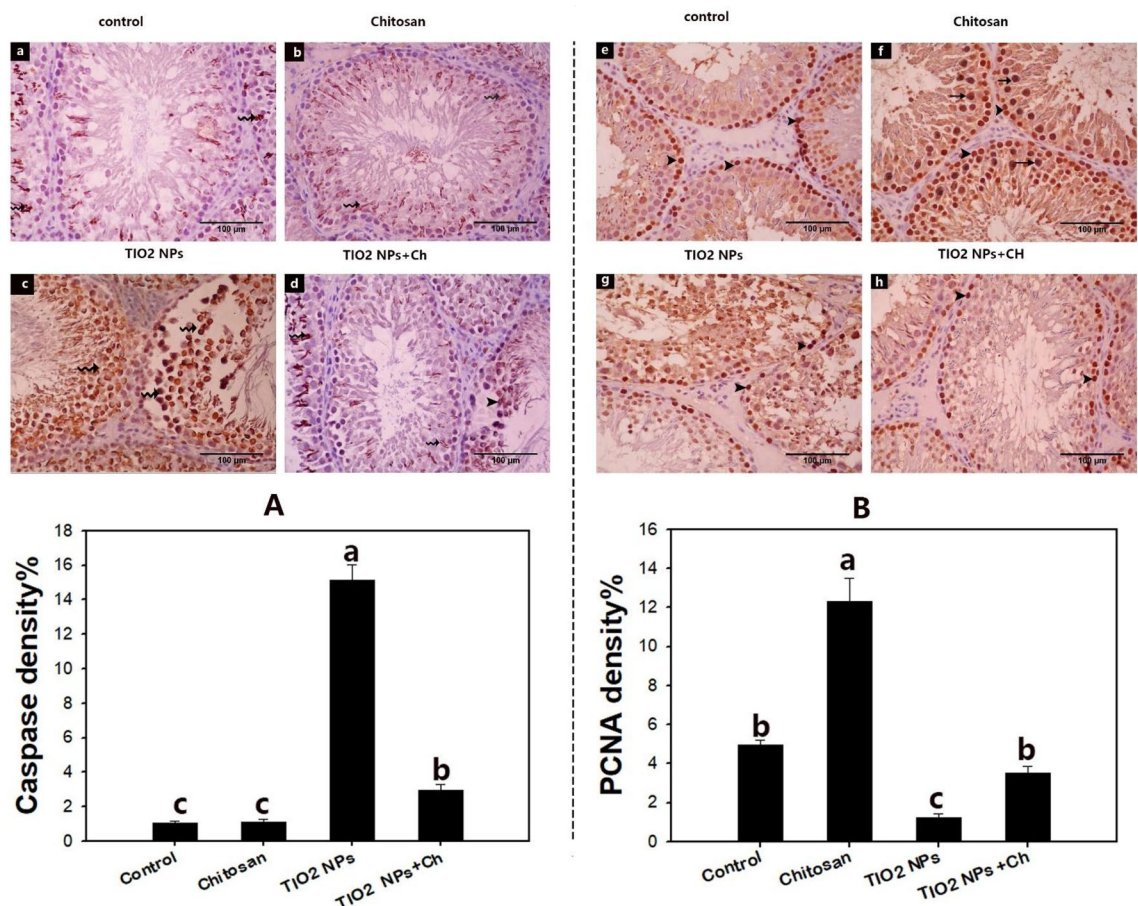 control
Chitosan
a
b
100 µm
100 µm
TIO2 NPs
TIO2 NPs+Ch
c
d
100 µm
100 µm
control
Chitosan
e
f
100 µm
100 µm
TIO2 NPs
TIO2 NPs+CH
g
h
100 µm
100 µm
A
Caspase density%
18
16
14
12
10
8
6
4
2
0
c
c
a
b
Control
Chitosan
TIO2 NPs
TIO2 NPs+Ch
B
PCNA density%
16
14
12
10
8
6
4
2
0
b
a
c
b
Control
Chitosan
TIO2 NPs
TIO2 NPs +Ch